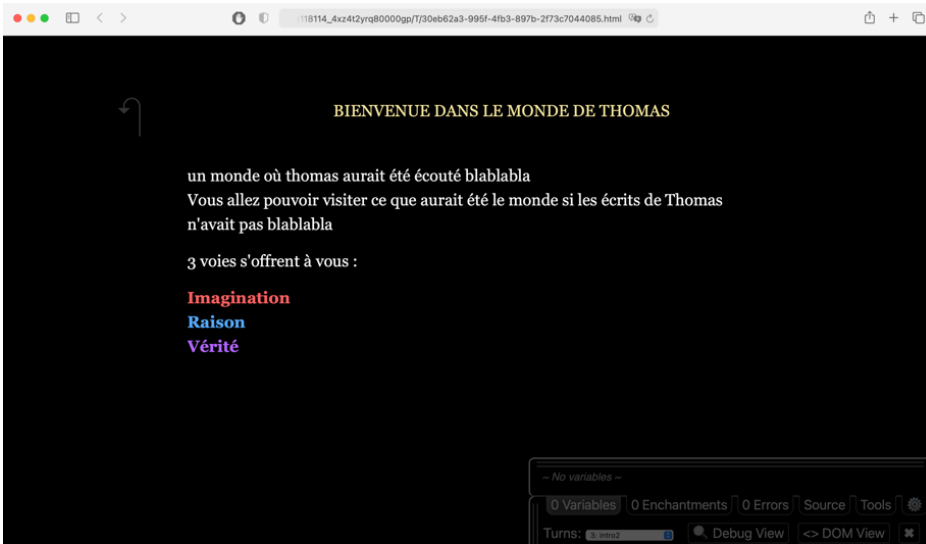 :118114_4xz4t2yrq80000gp/T/30eb62a3-995f-4fb3-897b-2f73c7044085.html
BIENVENUE DANS LE MONDE DE THOMAS
un monde où thomas aurait été écouté blablabla
Vous allez pouvoir visiter ce que aurait été le monde si les écrits de Thomas
n'avait pas blablabla
3 voies s'offrent à vous :
Imagination
Raison
Vérité
~ No variables ~
0 Variables 0 Enchantments 0 Errors Source Tools
Turns: 3: intro2 Debug View <> DOM View